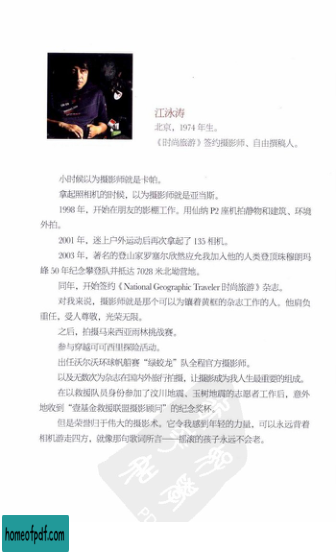 江泳涛
北京，1974 年生。
《时尚旅游》签约摄影师，自由撰稿人。
小时候以为摄影师就是卡帕。
拿起照相机的时候，以为摄影师就是亚当斯。
1998 年，开始在朋友的影棚工作，用仙纳 P2 座机拍静物和建筑、环境
外拍。
2001 年，迷上户外运动后再次拿起了 135 相机。
2003 年，著名的登山家罗塞尔欣然应允我加入他的人类登顶珠穆朗玛
峰 50 年纪念攀登队并抵达 7028 米北坳营地。
同年，开始签约《National Geographic Traveler 时尚旅游》杂志。
对我来说，摄影师就是那个可以为镶着黄框的杂志工作的人。他肩负
重任，受人尊敬，光荣无限。
之后，拍摄马来西亚雨林挑战赛。
参与穿越可可西里探险活动。
出任沃尔沃环球帆船赛“绿蛟龙”队全程官方摄影师。
以及无数次为杂志在国内外旅行拍摄，让摄影成为我人生最重要的组成。
在以救援队员身份参加了汶川地震、玉树地震的志愿者工作后，意外
地收到“壹基金救援联盟摄影顾问”的纪念奖杯。
但是荣誉归于伟大的摄影术。它令我感到年轻的力量，可以永远背着
相机游走四方，就像那句歌词所言——摇滚的孩子永远不会老。
homeofpdf.com